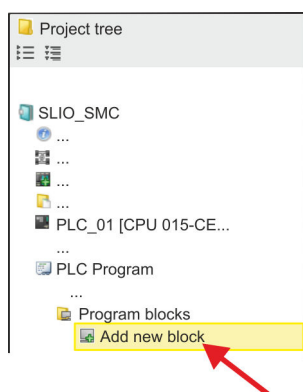 Project tree
SLIO_SMC
...
...
...
...
PLC_01 [CPU 015-CE...
...
PLC Program
...
Program blocks
Add new block